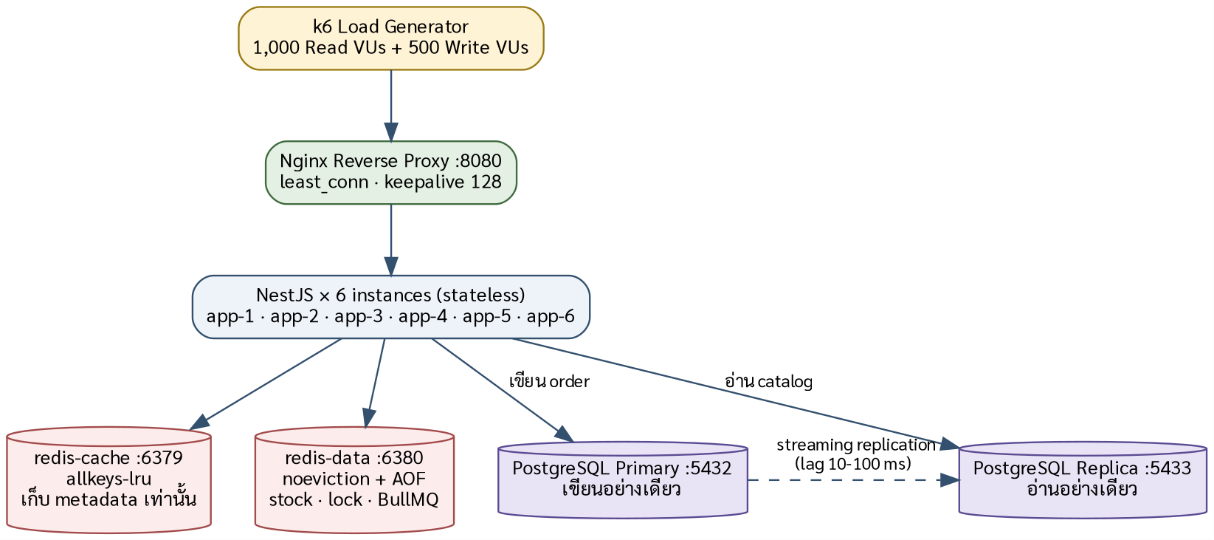 k6 Load Generator
1,000 Read VUs + 500 Write VUs
Nginx Reverse Proxy :8080
least_conn · keepalive 128
NestJS × 6 instances (stateless)
app-1 · app-2 · app-3 · app-4 · app-5 · app-6
เขียน order
อ่าน catalog
redis-cache :6379
allkeys-lru
เก็บ metadata เท่านั้น
redis-data :6380
noeviction + AOF
stock · lock · BullMQ
PostgreSQL Primary :5432
เขียนอย่างเดียว
streaming replication
(lag 10-100 ms)
PostgreSQL Replica :5433
อ่านอย่างเดียว